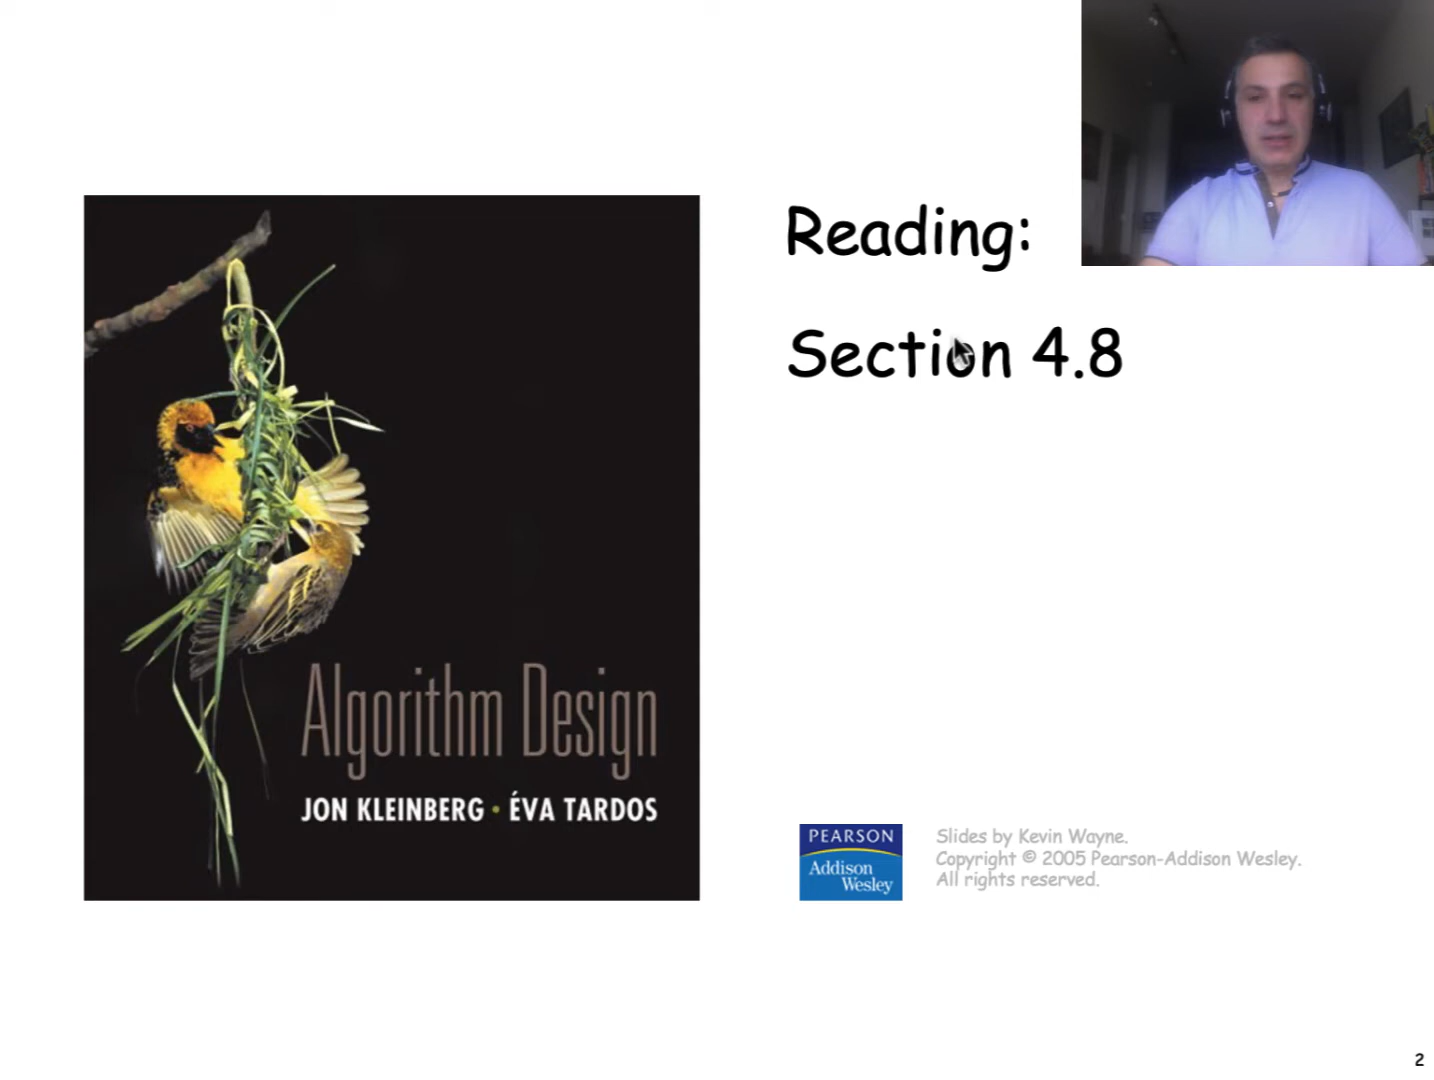 Reading:
Section 4.8
Algorithm Design
JON KLEINBERG • ÉVA TARDOS
PEARSON
Addison
Wesley
Slides by Kevin Wayne.
Copyright © 2005 Pearson-Addison Wesley.
All rights reserved.
2